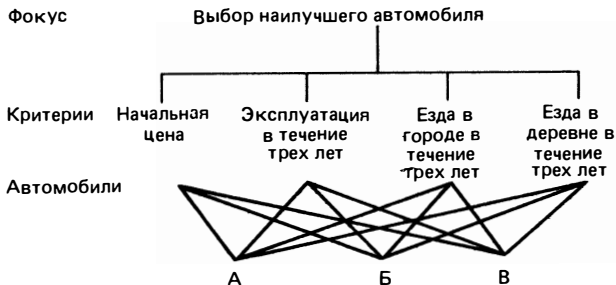 Фокус
Выбор наилучшего автомобиля
Критерии
Начальная
цена
Эксплуатация
в течение
трех лет
Езда в
городе в
течение
трех лет
Езда в
деревне в
течение
трех лет
Автомобили
А
Б
В